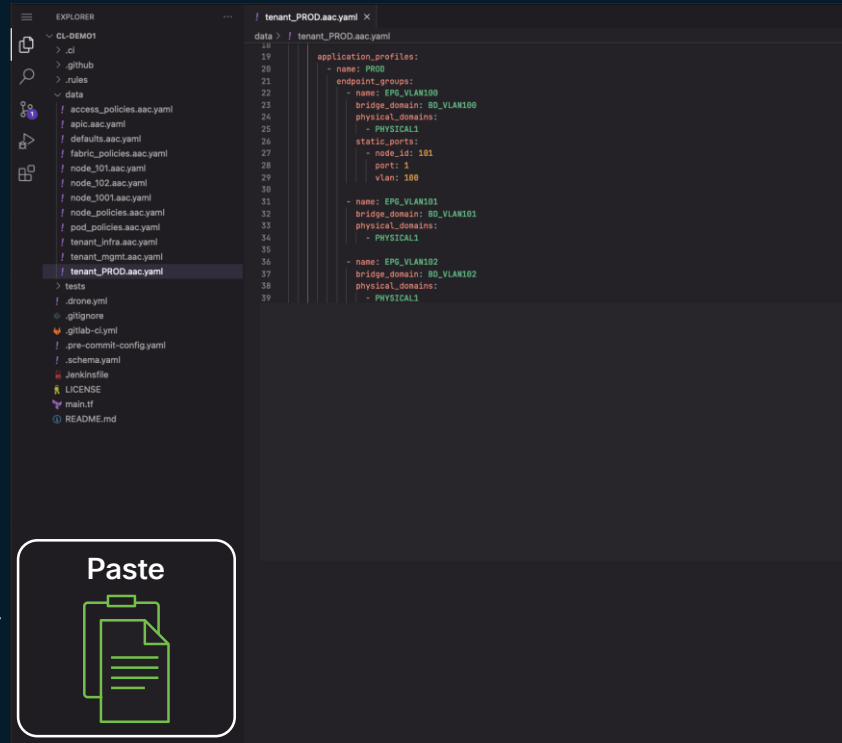 EXPLORER
CL-DEMO1
.ci
.github
.rules
data
access_policies.aac.yaml
apic.aac.yaml
defaults.aac.yaml
fabric_policies.aac.yaml
node_101.aac.yaml
node_102.aac.yaml
node_1001.aac.yaml
node_policies.aac.yaml
pod_policies.aac.yaml
tenant_infra.aac.yaml
tenant_mgmt.aac.yaml
tenant_PROD.aac.yaml
tests
.drone.yml
.gitignore
.gitlab-ci.yml
.pre-commit-config.yaml
.schema.yaml
Jenkinsfile
LICENSE
main.tf
README.md
1
tenant_PROD.aac.yaml
data > ! tenant_PROD.aac.yaml
18
19 application_profiles:
20 - name: PROD
21 endpoint_groups:
22 - name: EPG_VLAN100
23 bridge_domain: BD_VLAN100
24 physical_domains:
25 - PHYSICAL1
26 static_ports:
27 - node_id: 101
28 port: 1
29 vlan: 100
30
31 - name: EPG_VLAN101
32 bridge_domain: BD_VLAN101
33 physical_domains:
34 - PHYSICAL1
35
36 - name: EPG_VLAN102
37 bridge_domain: BD_VLAN102
38 physical_domains:
39 - PHYSICAL1
Paste